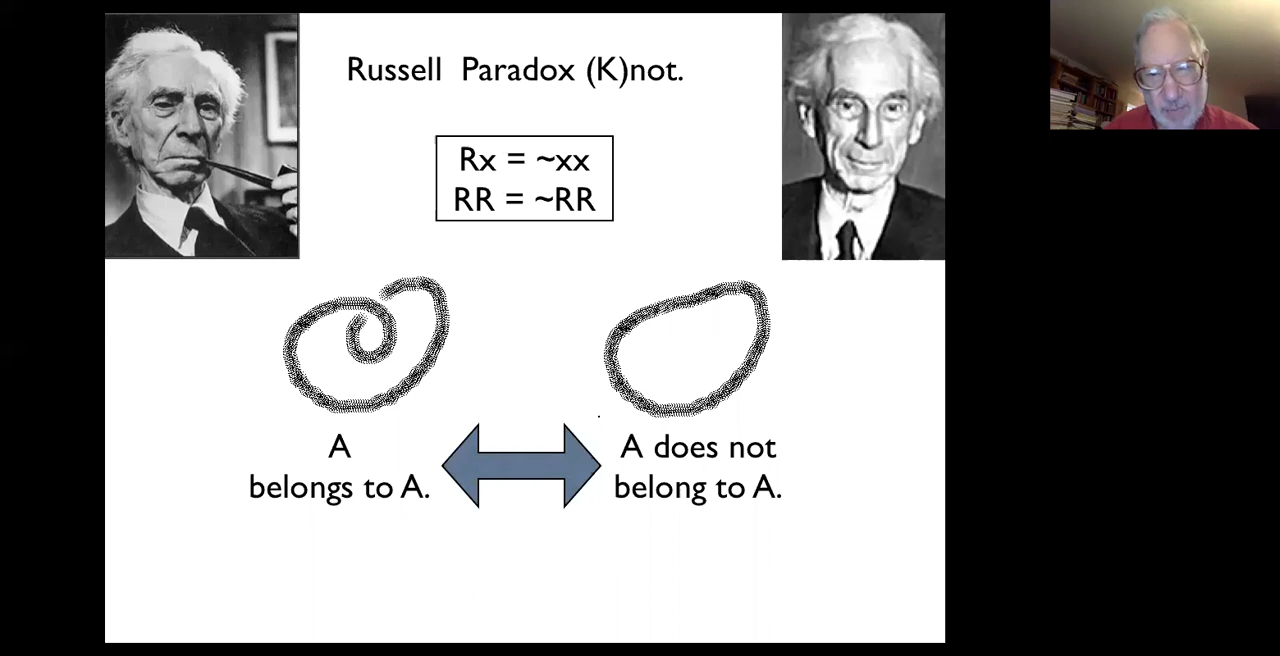 Russell Paradox (K)not.
Rx = ~xx
RR = ~RR
A
belongs to A.
A does not
belong to A.